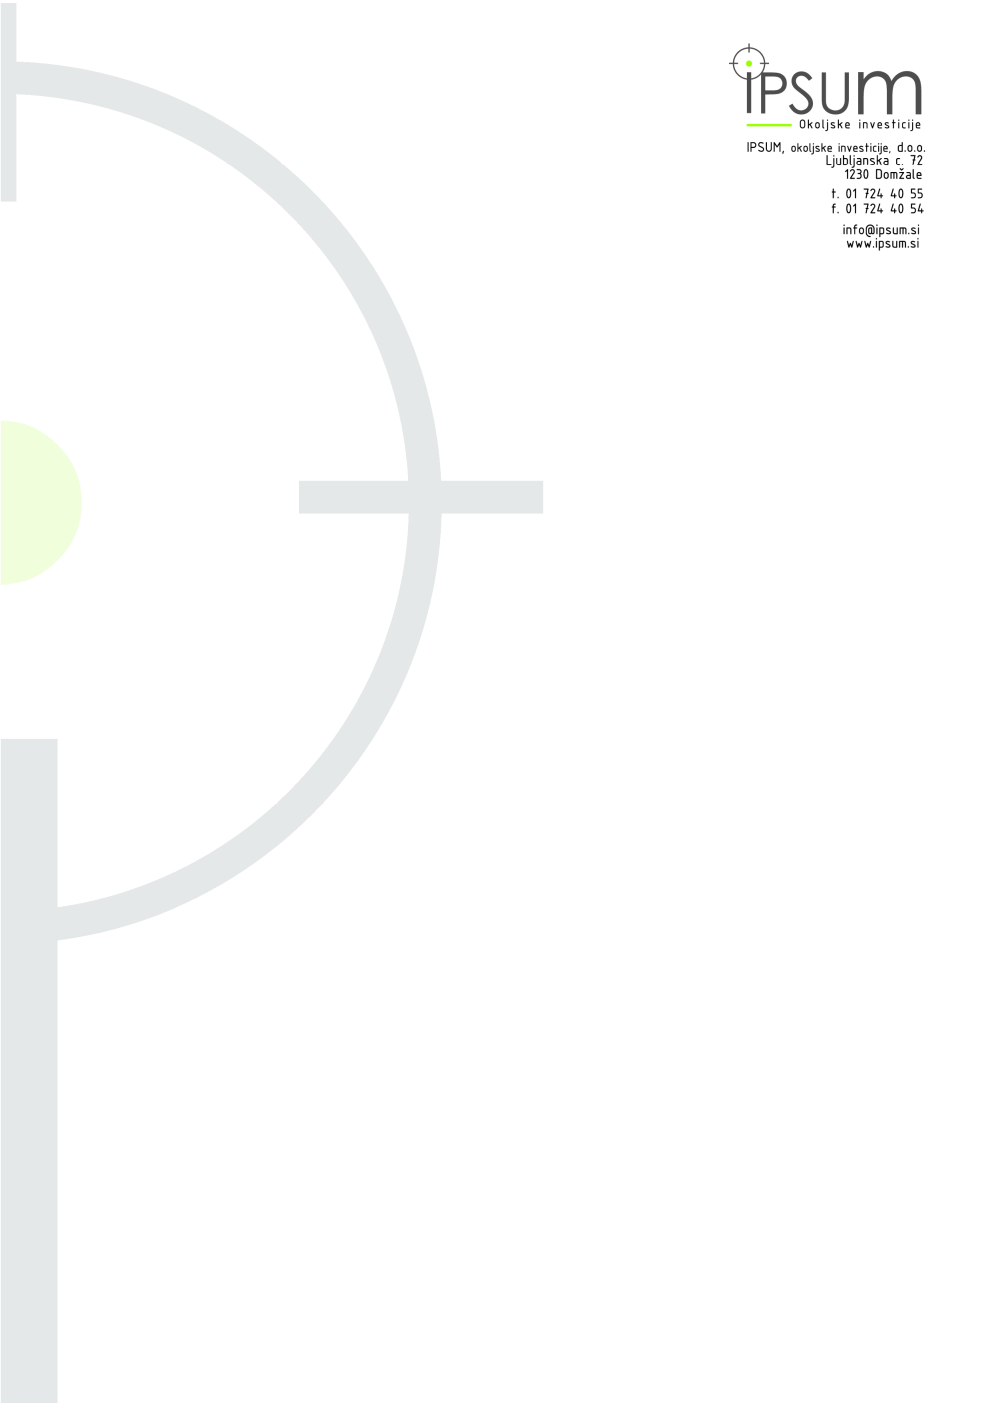 ipsum
Okoljske investicije
IPSUM, okoljske investicije, d.o.o.
Ljubljanska c. 72
1230 Domžale
t. 01 724 40 55
f. 01 724 40 54
info@ipsum.si
www.ipsum.si